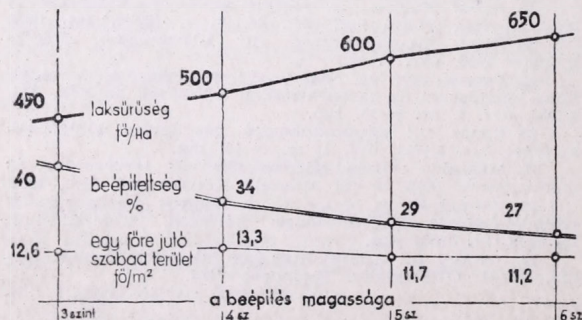 650
600
500
450
laksűrűség
fő/Ha
40
beépítettség
%
34
29
27
12,6
egy főre jutó
szabad terület
fő/m²
13,3
11,7
11,2
a beépítés magassága
3 szint
4 sz
5 sz
6 sz